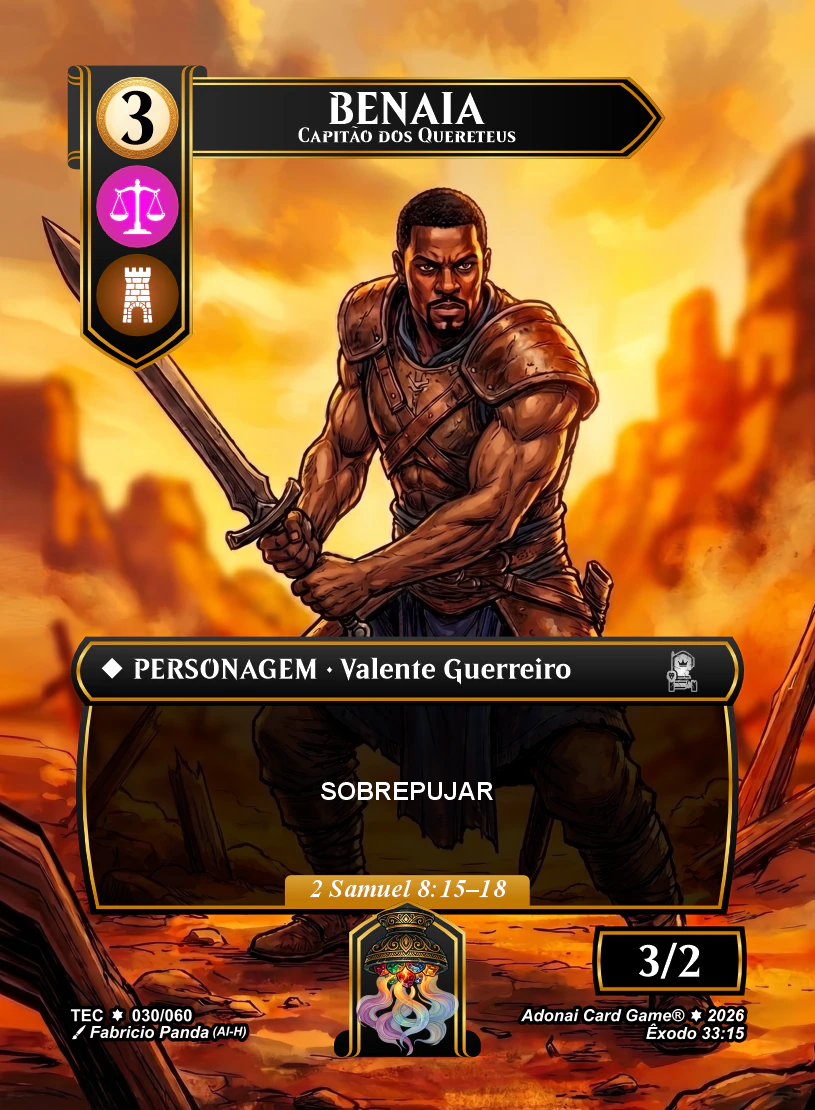 3
BENAIA
CAPITÃO DOS QUERETEUS
PERSONAGEM · Valente Guerreiro
SOBREPUJAR
2 Samuel 8:15–18
3/2
TEC ✸ 030/060
Fabricio Panda (AI-H)
Adonai Card Game® ✸ 2026
Êxodo 33:15